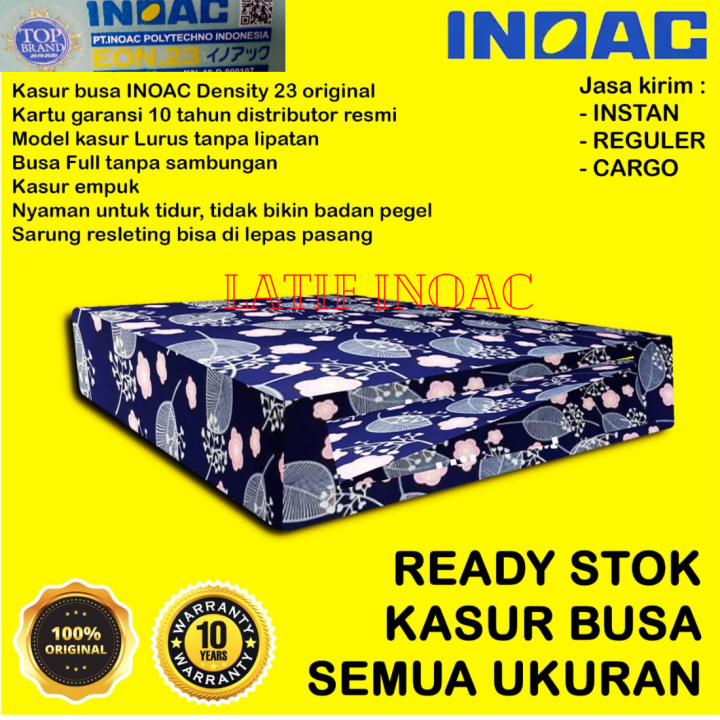 TOP
BRAND
2019-2020
INOAC
PT.INOAC POLYTECHNO INDONESIA
EON 23 イノアック
INOAC
Kasur busa INOAC Density 23 original
Kartu garansi 10 tahun distributor resmi
Model kasur Lurus tanpa lipatan
Busa Full tanpa sambungan
Kasur empuk
Nyaman untuk tidur, tidak bikin badan pegel
Sarung resleting bisa di lepas pasang
Jasa kirim :
- INSTAN
- REGULER
- CARGO
LATIF INOAC
100%
ORIGINAL
WARRANTY
10
YEARS
WARRANTY
READY STOK
KASUR BUSA
SEMUA UKURAN